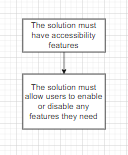 The solution must
have accessibility
features
The solution must
allow users to enable
or disable any
features they need